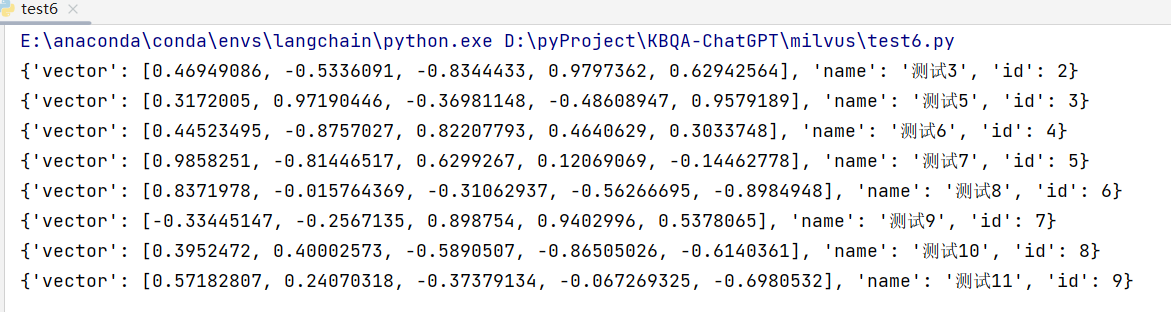 test6
E:\anaconda\conda\envs\langchain\python.exe D:\pyProject\KBQA-ChatGPT\milvus\test6.py
{'vector': [0.46949086, -0.5336091, -0.8344433, 0.9797362, 0.62942564], 'name': '测试3', 'id': 2}
{'vector': [0.3172005, 0.97190446, -0.36981148, -0.48608947, 0.9579189], 'name': '测试5', 'id': 3}
{'vector': [0.44523495, -0.8757027, 0.82207793, 0.4640629, 0.3033748], 'name': '测试6', 'id': 4}
{'vector': [0.9858251, -0.81446517, 0.6299267, 0.12069069, -0.14462778], 'name': '测试7', 'id': 5}
{'vector': [0.8371978, -0.015764369, -0.31062937, -0.56266695, -0.8984948], 'name': '测试8', 'id': 6}
{'vector': [-0.33445147, -0.2567135, 0.898754, 0.9402996, 0.5378065], 'name': '测试9', 'id': 7}
{'vector': [0.3952472, 0.40002573, -0.5890507, -0.86505026, -0.6140361], 'name': '测试10', 'id': 8}
{'vector': [0.57182807, 0.24070318, -0.37379134, -0.067269325, -0.6980532], 'name': '测试11', 'id': 9}